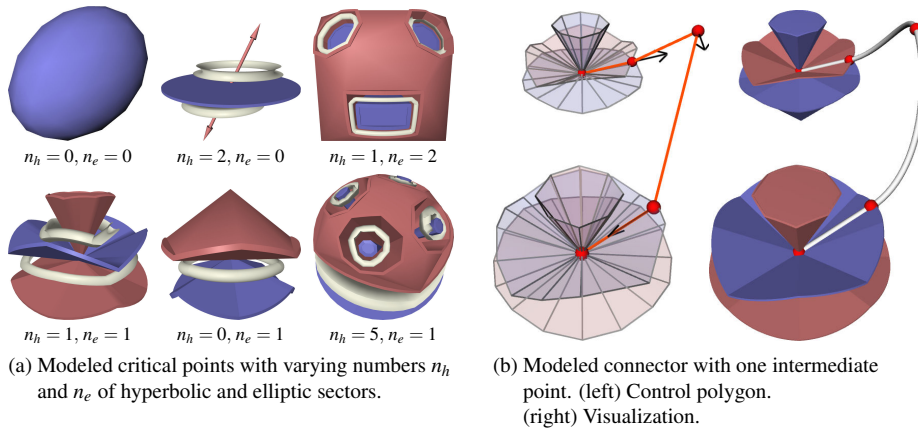 n_h = 0, n_e = 0
n_h = 2, n_e = 0
n_h = 1, n_e = 2
n_h = 1, n_e = 1
n_h = 0, n_e = 1
n_h = 5, n_e = 1
(a) Modeled critical points with varying numbers n_h
and n_e of hyperbolic and elliptic sectors.
(b) Modeled connector with one intermediate
point. (left) Control polygon.
(right) Visualization.